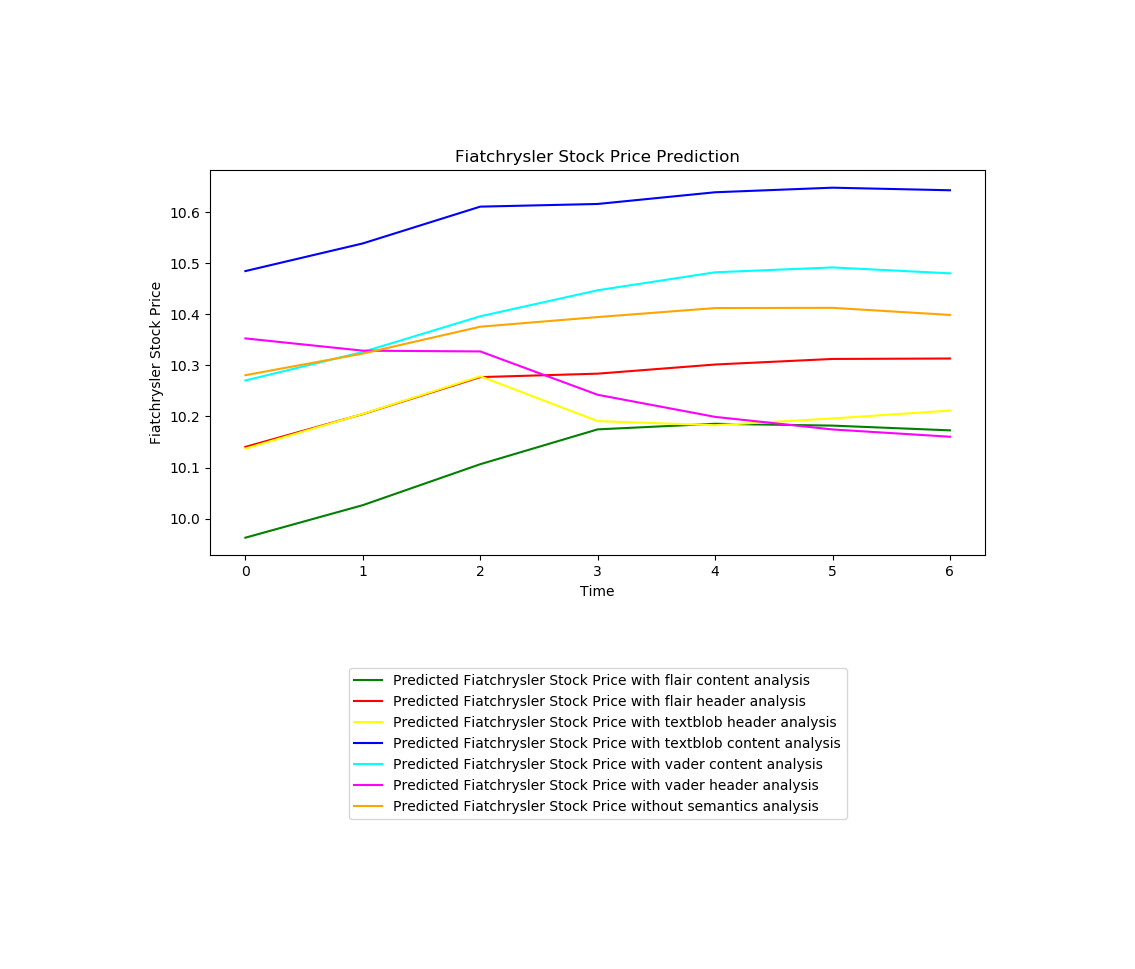 Fiatchrysler Stock Price Prediction
Fiatchrysler Stock Price
10.6
10.5
10.4
10.3
10.2
10.1
10.0
0 1 2 3 4 5 6
Time
Predicted Fiatchrysler Stock Price with flair content analysis
Predicted Fiatchrysler Stock Price with flair header analysis
Predicted Fiatchrysler Stock Price with textblob header analysis
Predicted Fiatchrysler Stock Price with textblob content analysis
Predicted Fiatchrysler Stock Price with vader content analysis
Predicted Fiatchrysler Stock Price with vader header analysis
Predicted Fiatchrysler Stock Price without semantics analysis